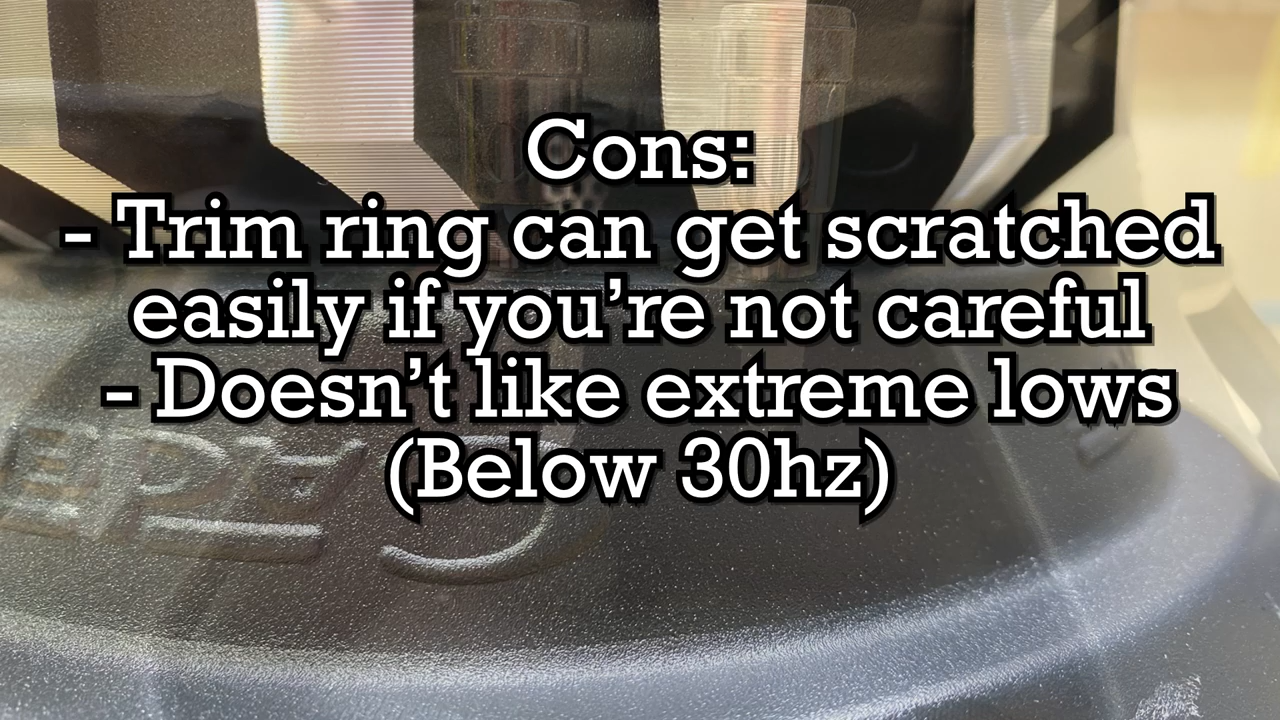 Cons:
- Trim ring can get scratched
easily if you’re not careful
- Doesn’t like extreme lows
(Below 30hz)